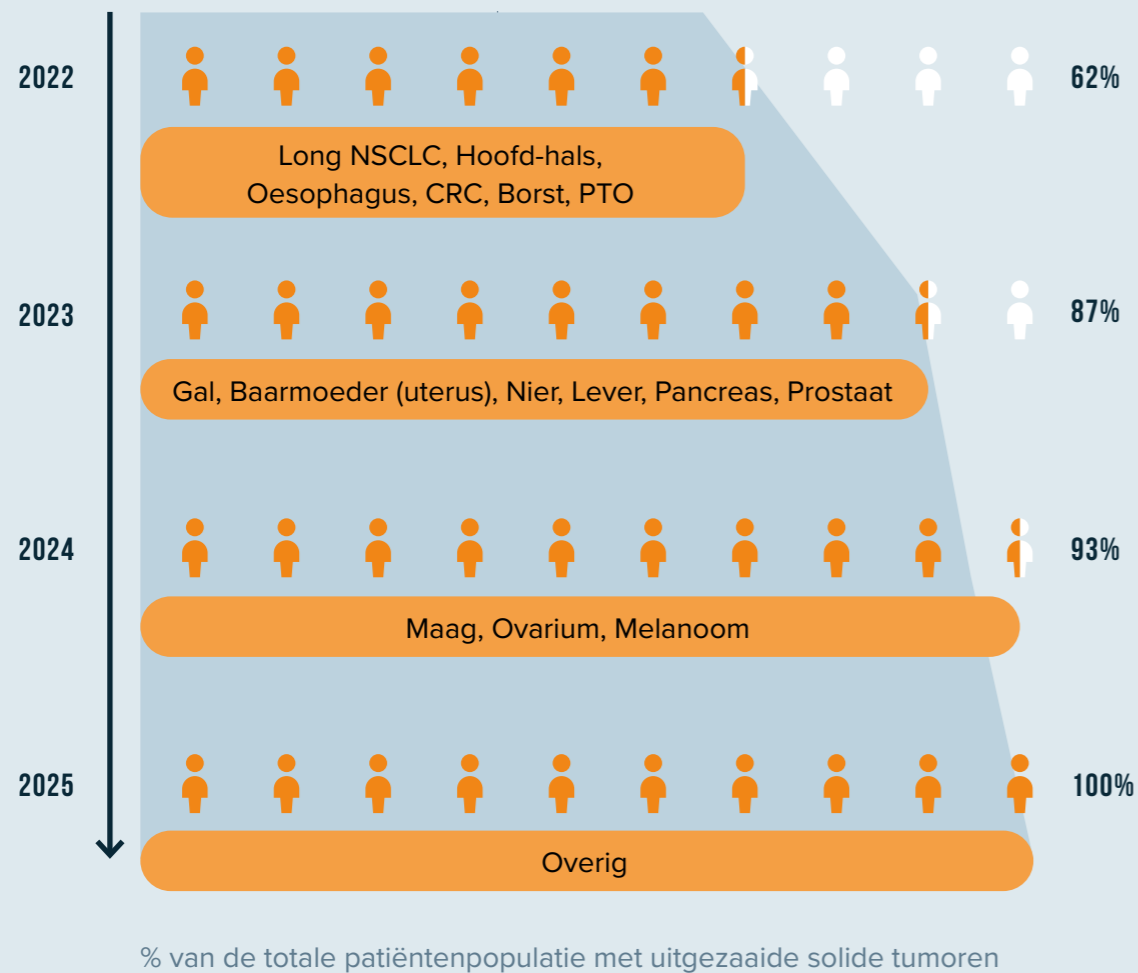 2022
62%
Long NSCLC, Hoofd-hals,
Oesophagus, CRC, Borst, PTO
2023
87%
Gal, Baarmoeder (uterus), Nier, Lever, Pancreas, Prostaat
2024
93%
Maag, Ovarium, Melanoom
2025
100%
Overig
% van de totale patiëntenpopulatie met uitgezaaide solide tumoren